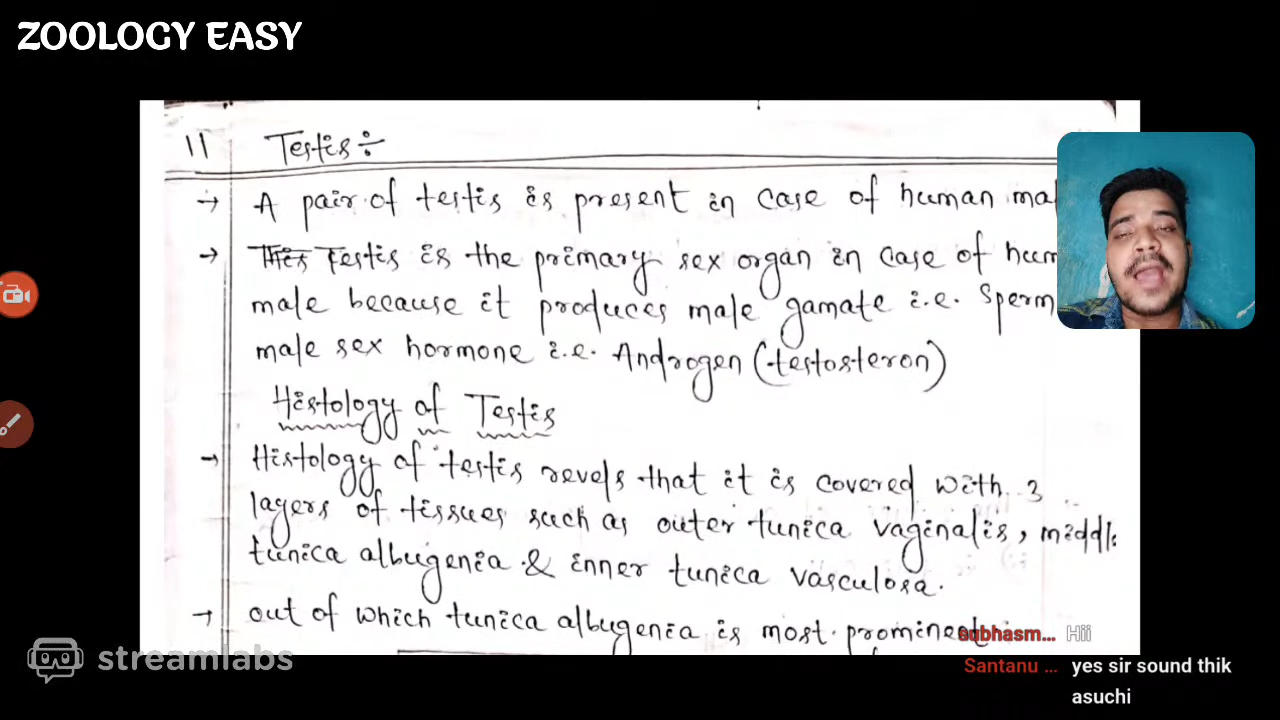 ZOOLOGY EASY
11 Testis÷
→ A pair of testis is present in case of human
→ Testis is the primary sex organ in case of
male because it produces male gamate i.e. Sperm
male sex hormone i.e. Androgen (testosteron)
Histology of Testis
→ Histology of testis revels that it is covered with 3
layers of tissues such as outer tunica vaginalis, middle
tunica albugenia & inner tunica vasculosa.
→ out of which tunica albugenia is most prominent
subhasm... Hii
Santanu ... yes sir sound thik
asuchi
streamlabs